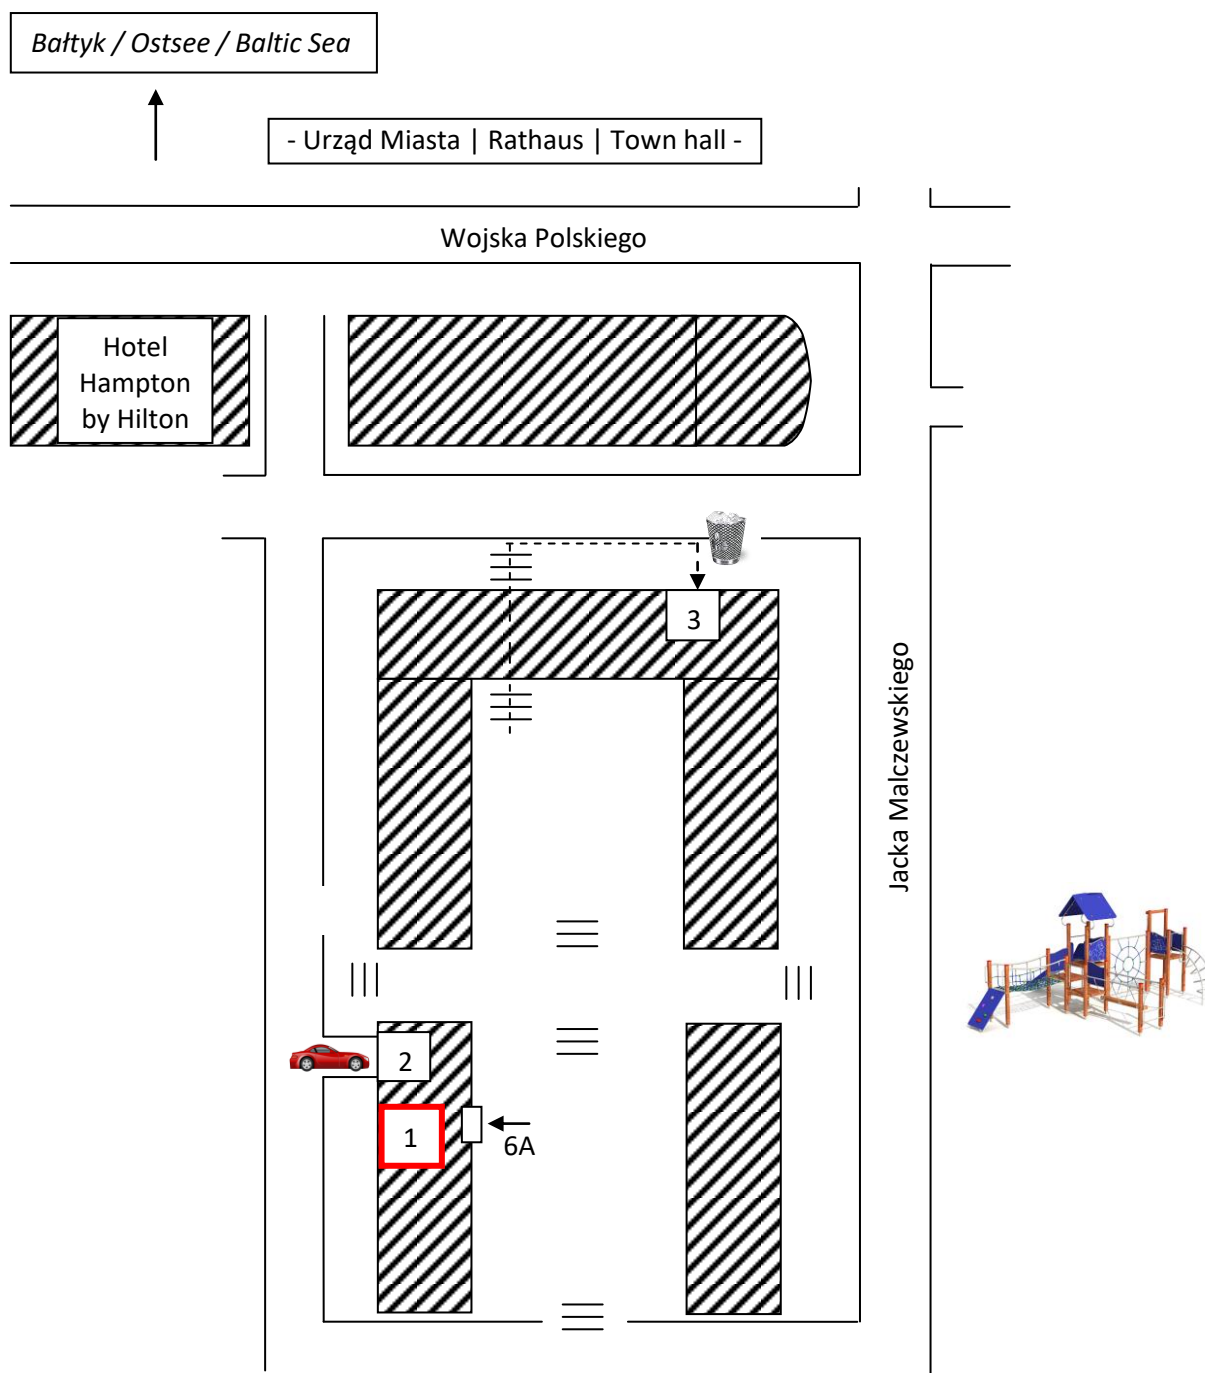 Bałtyk / Ostsee / Baltic Sea
- Urząd Miasta | Rathaus | Town hall -
Wojska Polskiego
Hotel
Hampton
by Hilton
3
Jacka Malczewskiego
2
1
6A